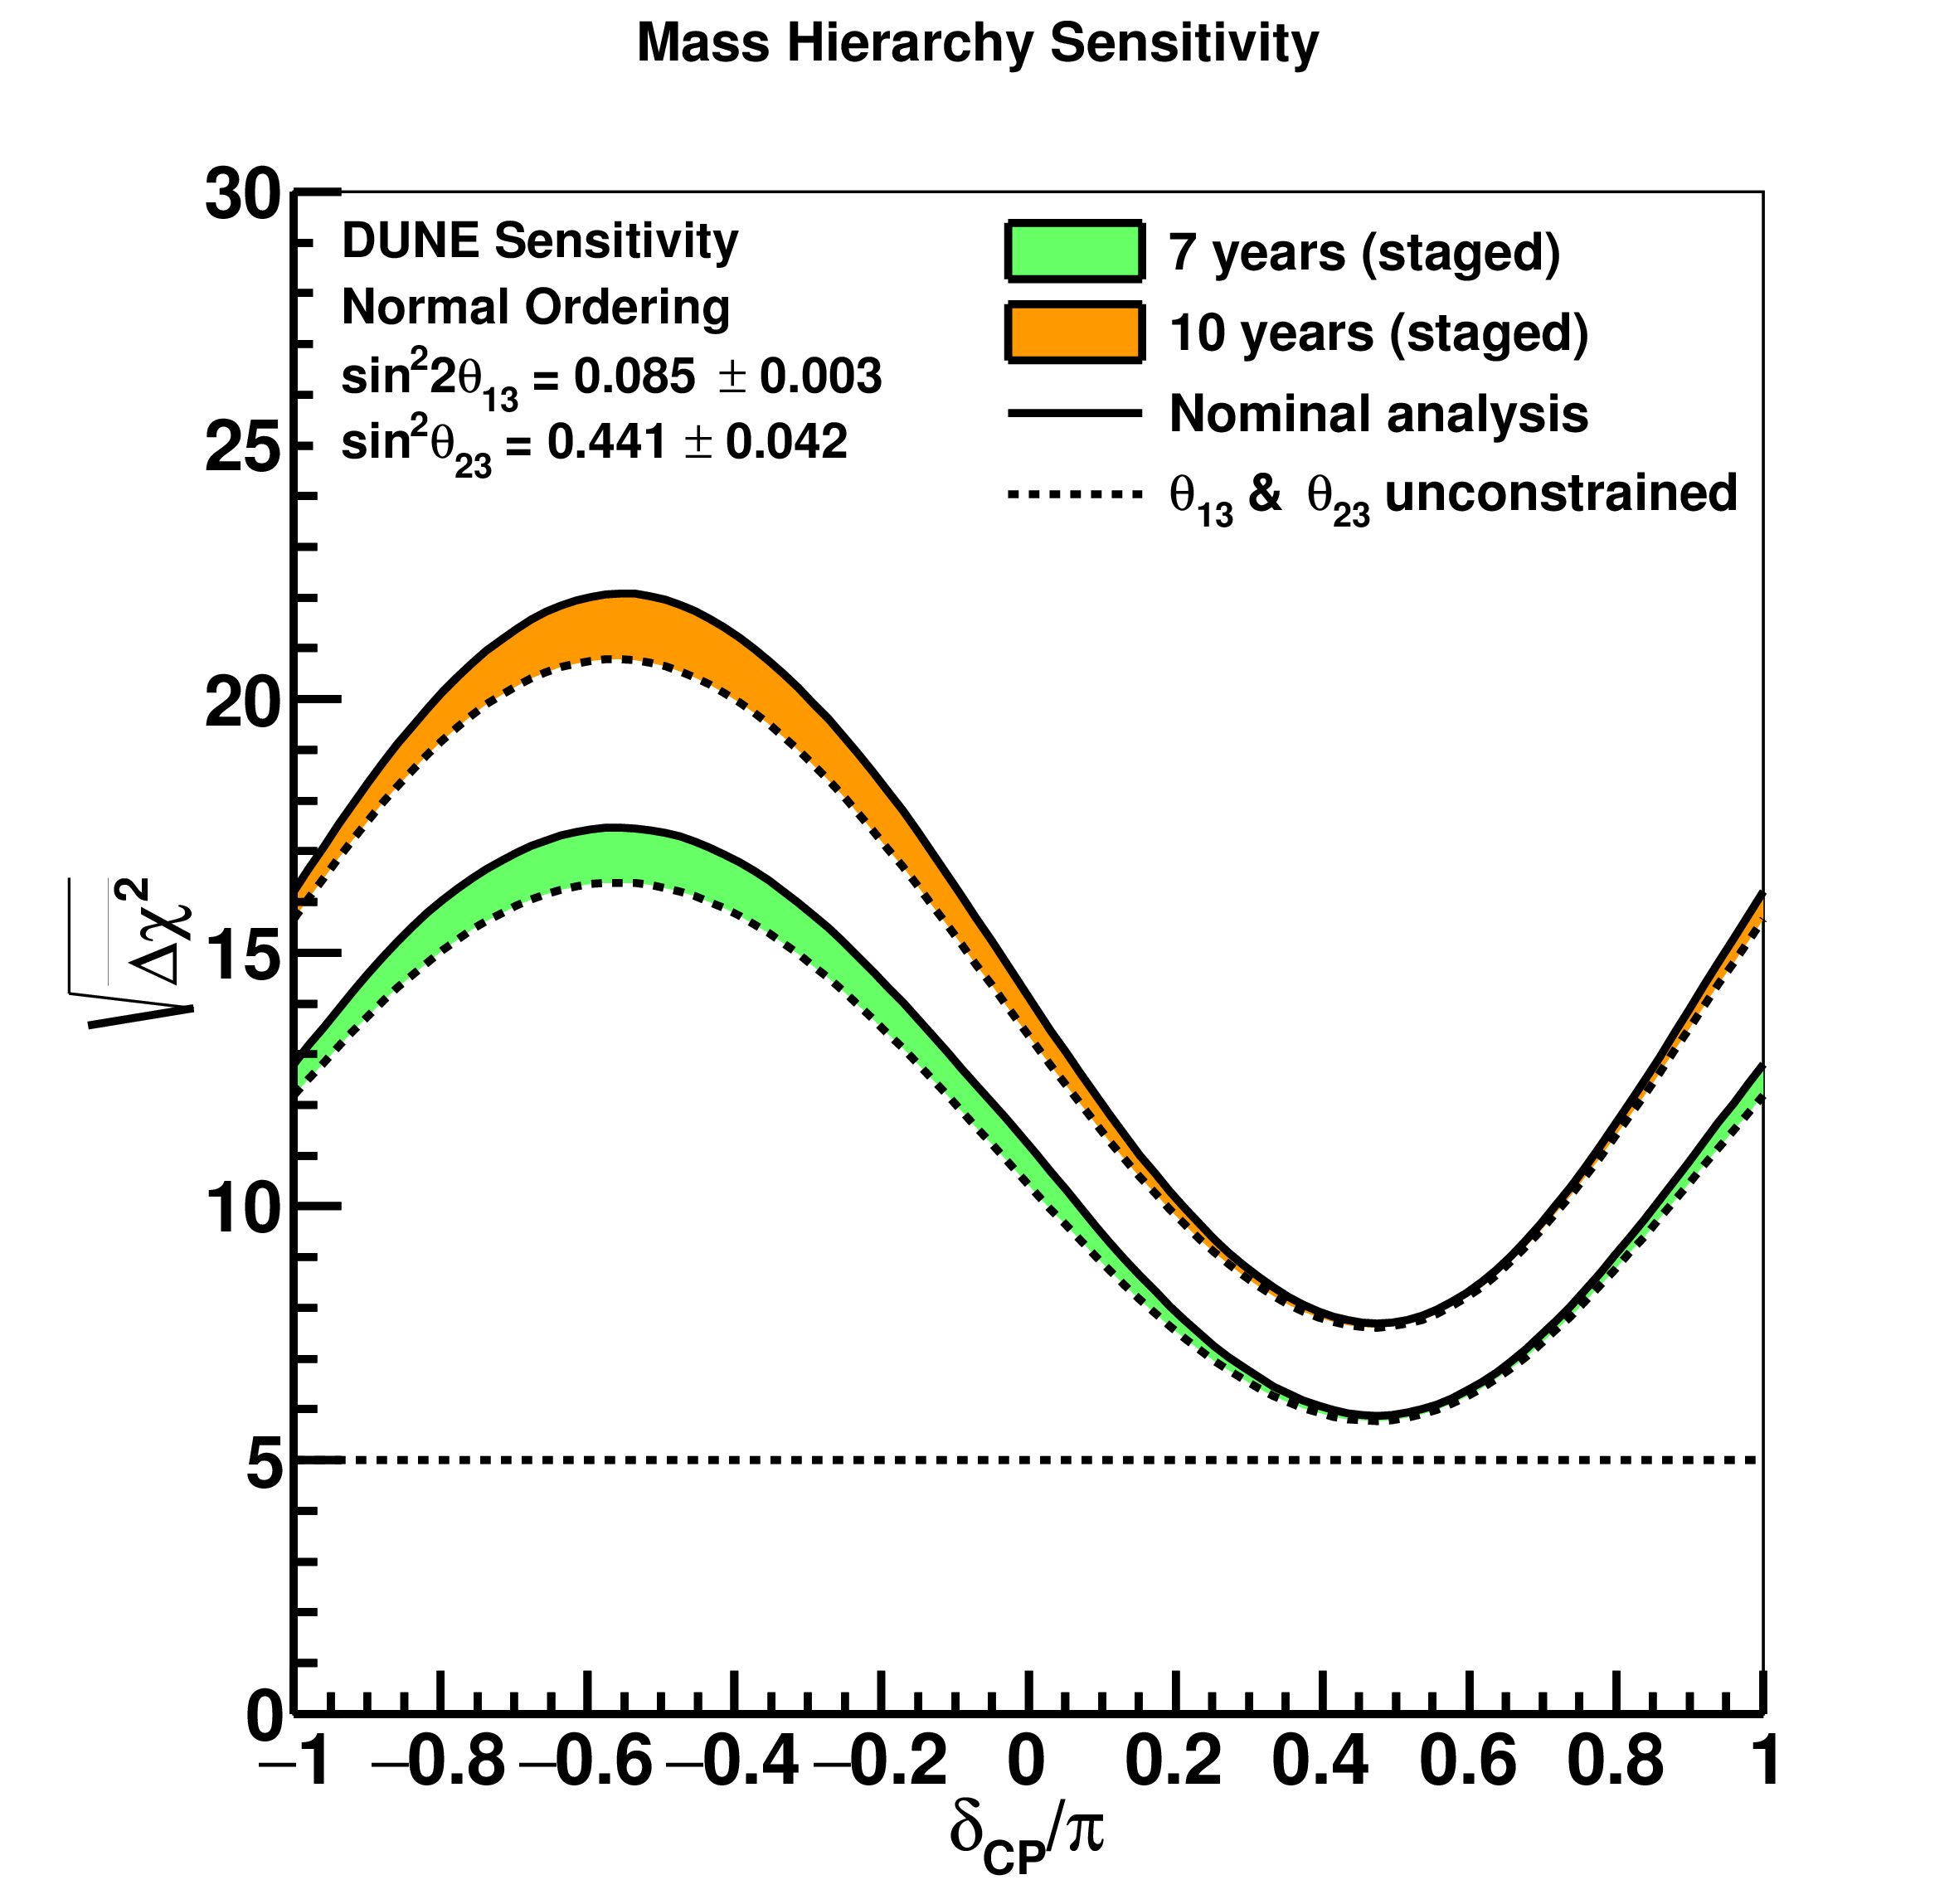 Mass Hierarchy Sensitivity
DUNE Sensitivity
Normal Ordering
sin²2θ₁₃ = 0.085 ± 0.003
sin²θ₂₃ = 0.441 ± 0.042
7 years (staged)
10 years (staged)
Nominal analysis
θ₁₃ & θ₂₃ unconstrained
√Δχ²
30
25
20
15
10
5
0
−1 −0.8 −0.6 −0.4 −0.2 0 0.2 0.4 0.6 0.8 1
δ_CP/π